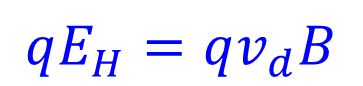 qE_H = qv_dB